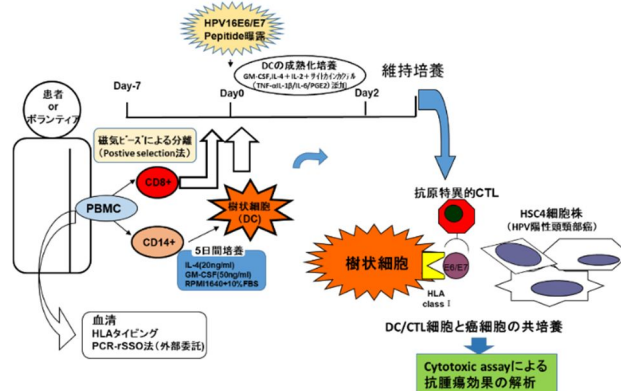 HPV16E6/E7
Pepitide曝露
DCの成熟化培養
GM-CSF,IL-4＋IL-2＋サイトカインカクテル
(TNF-αIL-1β/IL-6/PGE2) 添加
維持培養
Day-7
Day0
Day2
患者
or
ボランティア
磁気ビーズによる分離
(Postive selection法)
CD8+
PBMC
CD14+
樹状細胞
(DC)
5日間培養
IL-4(20ng/ml)
GM-CSF(50ng/ml)
RPMI1640+10%FBS
血清
HLAタイピング
PCR-rSSO法(外部委託)
抗原特異的CTL
樹状細胞
E6/E7
HLA
class Ⅰ
HSC4細胞株
(HPV陽性頭頸部癌)
DC/CTL細胞と癌細胞の共培養
Cytotoxic assayによる
抗腫瘍効果の解析